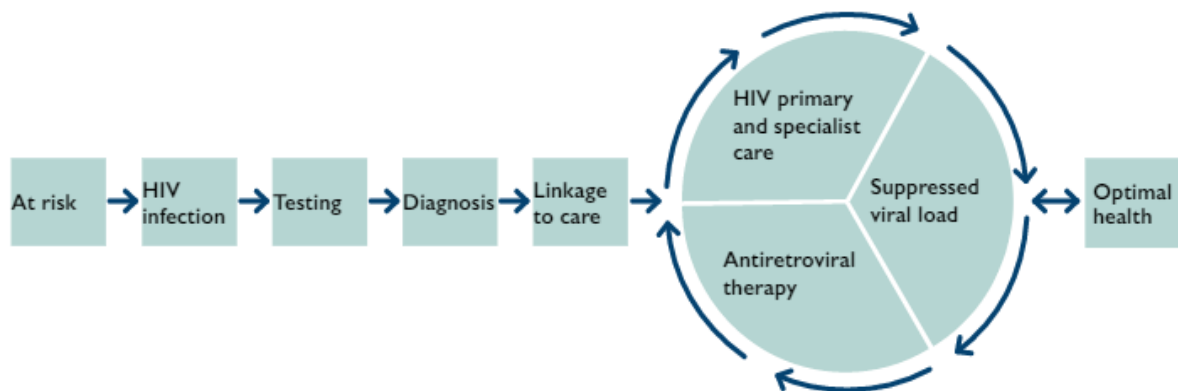 At risk
HIV
infection
Testing
Diagnosis
Linkage
to care
HIV primary
and specialist
care
Suppressed
viral load
Antiretroviral
therapy
Optimal
health